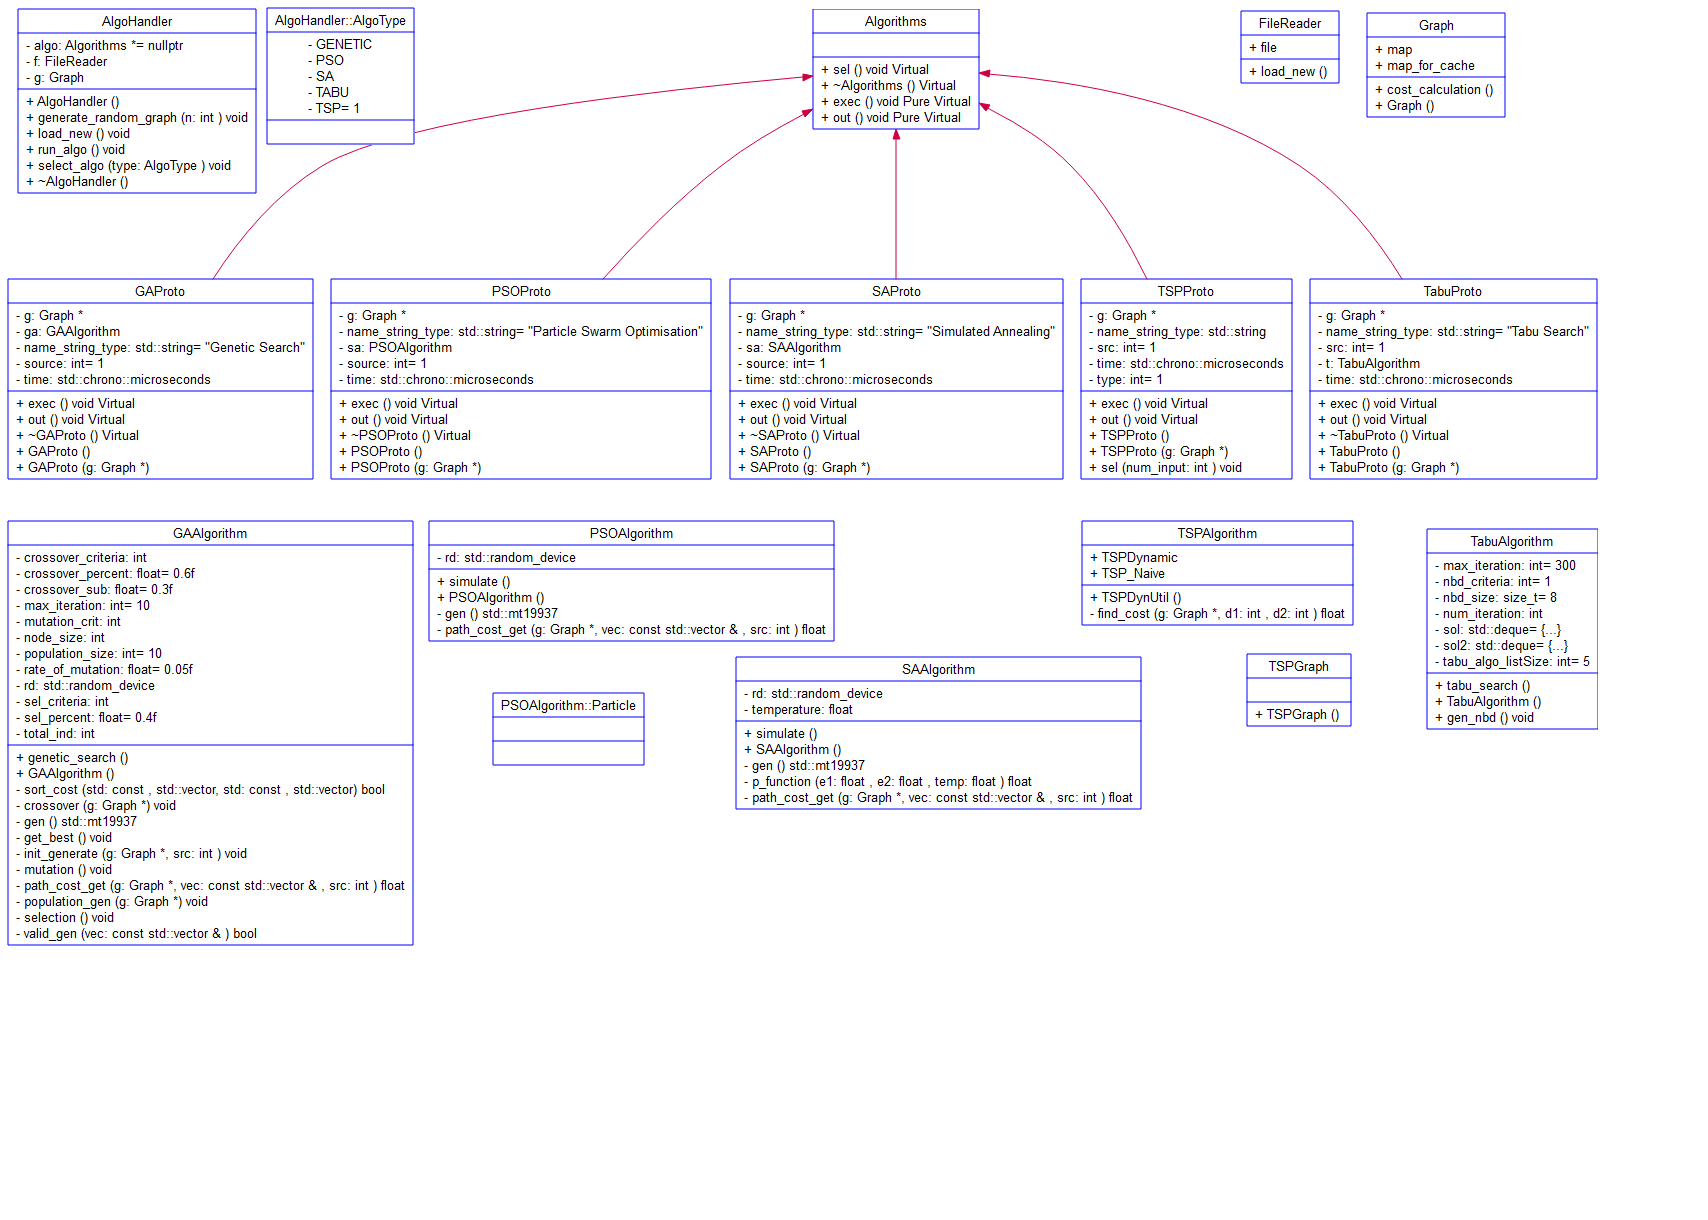 AlgoHandler
- algo: Algorithms *= nullptr
- f: FileReader
- g: Graph
+ AlgoHandler ()
+ generate_random_graph (n: int ) void
+ load_new () void
+ run_algo () void
+ select_algo (type: AlgoType ) void
+ ~AlgoHandler ()
AlgoHandler::AlgoType
- GENETIC
- PSO
- SA
- TABU
- TSP= 1
Algorithms
+ sel () void Virtual
+ ~Algorithms () Virtual
+ exec () void Pure Virtual
+ out () void Pure Virtual
FileReader
+ file
+ load_new ()
Graph
+ map
+ map_for_cache
+ cost_calculation ()
+ Graph ()
GAProto
- g: Graph *
- ga: GAAlgorithm
- name_string_type: std::string= "Genetic Search"
- source: int= 1
- time: std::chrono::microseconds
+ exec () void Virtual
+ out () void Virtual
+ ~GAProto () Virtual
+ GAProto ()
+ GAProto (g: Graph *)
PSOProto
- g: Graph *
- name_string_type: std::string= "Particle Swarm Optimisation"
- sa: PSOAlgorithm
- source: int= 1
- time: std::chrono::microseconds
+ exec () void Virtual
+ out () void Virtual
+ ~PSOProto () Virtual
+ PSOProto ()
+ PSOProto (g: Graph *)
SAProto
- g: Graph *
- name_string_type: std::string= "Simulated Annealing"
- sa: SAAlgorithm
- source: int= 1
- time: std::chrono::microseconds
+ exec () void Virtual
+ out () void Virtual
+ ~SAProto () Virtual
+ SAProto ()
+ SAProto (g: Graph *)
TSPProto
- g: Graph *
- name_string_type: std::string
- src: int= 1
- time: std::chrono::microseconds
- type: int= 1
+ exec () void Virtual
+ out () void Virtual
+ TSPProto ()
+ TSPProto (g: Graph *)
+ sel (num_input: int ) void
TabuProto
- g: Graph *
- name_string_type: std::string= "Tabu Search"
- src: int= 1
- t: TabuAlgorithm
- time: std::chrono::microseconds
+ exec () void Virtual
+ out () void Virtual
+ ~TabuProto () Virtual
+ TabuProto ()
+ TabuProto (g: Graph *)
GAAlgorithm
- crossover_criteria: int
- crossover_percent: float= 0.6f
- crossover_sub: float= 0.3f
- max_iteration: int= 10
- mutation_crit: int
- node_size: int
- population_size: int= 10
- rate_of_mutation: float= 0.05f
- rd: std::random_device
- sel_criteria: int
- sel_percent: float= 0.4f
- total_ind: int
+ genetic_search ()
+ GAAlgorithm ()
- sort_cost (std: const , std::vector, std: const , std::vector) bool
- crossover (g: Graph *) void
- gen () std::mt19937
- get_best () void
- init_generate (g: Graph *, src: int ) void
- mutation () void
- path_cost_get (g: Graph *, vec: const std::vector & , src: int ) float
- population_gen (g: Graph *) void
- selection () void
- valid_gen (vec: const std::vector & ) bool
PSOAlgorithm
- rd: std::random_device
+ simulate ()
+ PSOAlgorithm ()
- gen () std::mt19937
- path_cost_get (g: Graph *, vec: const std::vector & , src: int ) float
PSOAlgorithm::Particle
SAAlgorithm
- rd: std::random_device
- temperature: float
+ simulate ()
+ SAAlgorithm ()
- gen () std::mt19937
- p_function (e1: float , e2: float , temp: float ) float
- path_cost_get (g: Graph *, vec: const std::vector & , src: int ) float
TSPAlgorithm
+ TSPDynamic
+ TSP_Naive
+ TSPDynUtil ()
- find_cost (g: Graph *, d1: int , d2: int ) float
TSPGraph
+ TSPGraph ()
TabuAlgorithm
- max_iteration: int= 300
- nbd_criteria: int= 1
- nbd_size: size_t= 8
- num_iteration: int
- sol: std::deque= {...}
- sol2: std::deque= {...}
- tabu_algo_listSize: int= 5
+ tabu_search ()
+ TabuAlgorithm ()
+ gen_nbd () void